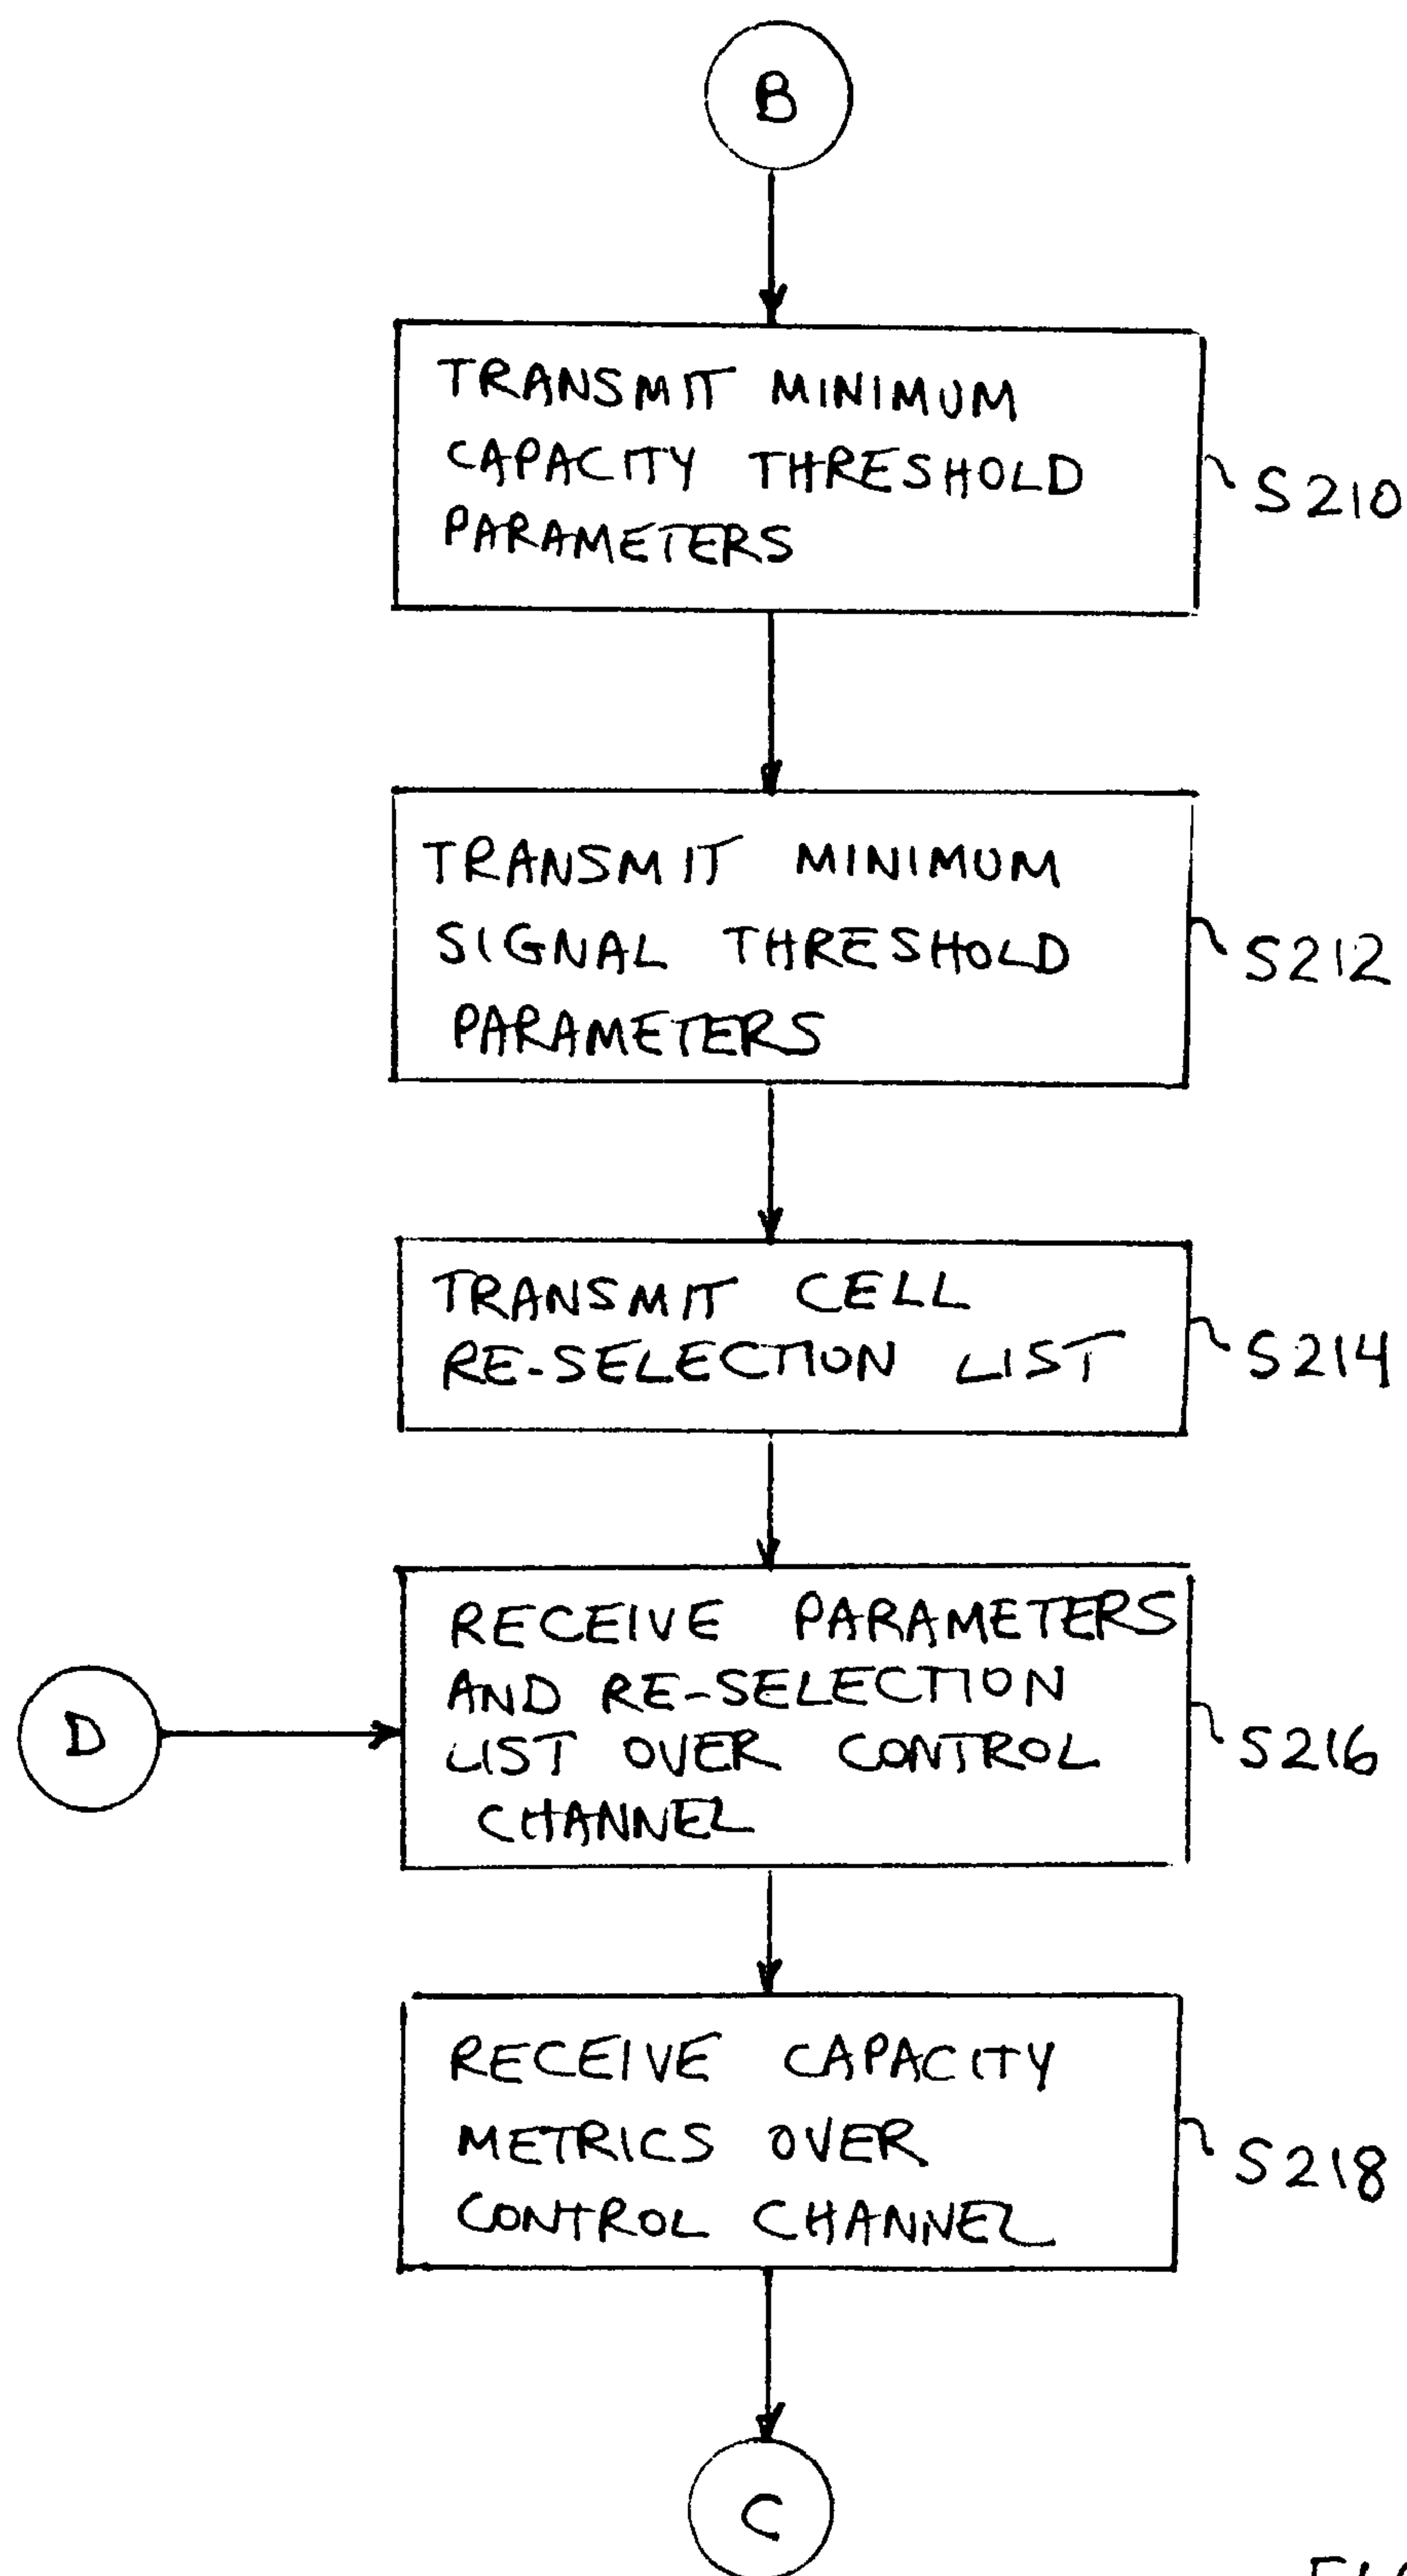 B
TRANSMIT MINIMUM
CAPACITY THRESHOLD
PARAMETERS
S210
TRANSMIT MINIMUM
SIGNAL THRESHOLD
PARAMETERS
S212
TRANSMIT CELL
RE-SELECTION LIST
S214
RECEIVE PARAMETERS
AND RE-SELECTION
LIST OVER CONTROL
CHANNEL
S216
D
RECEIVE CAPACITY
METRICS OVER
CONTROL CHANNEL
S218
C